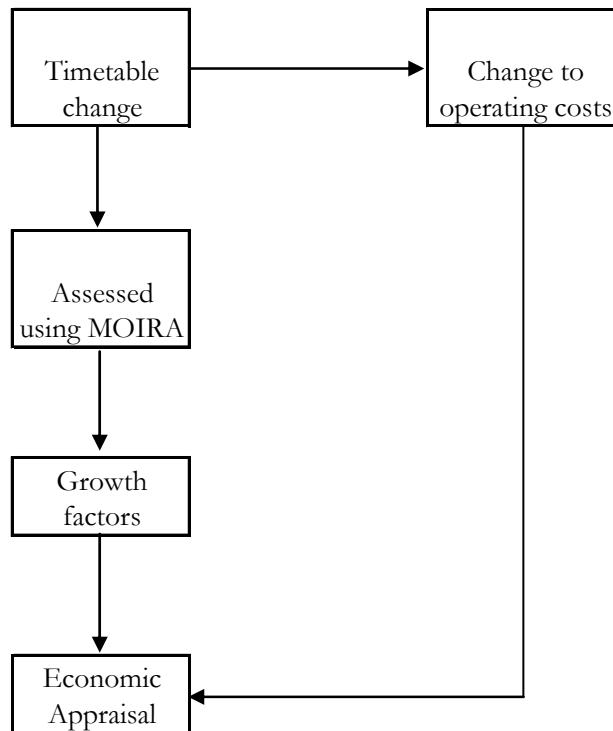 Timetable
change
Change to
operating costs
Assessed
using MOIRA
Growth
factors
Economic
Appraisal